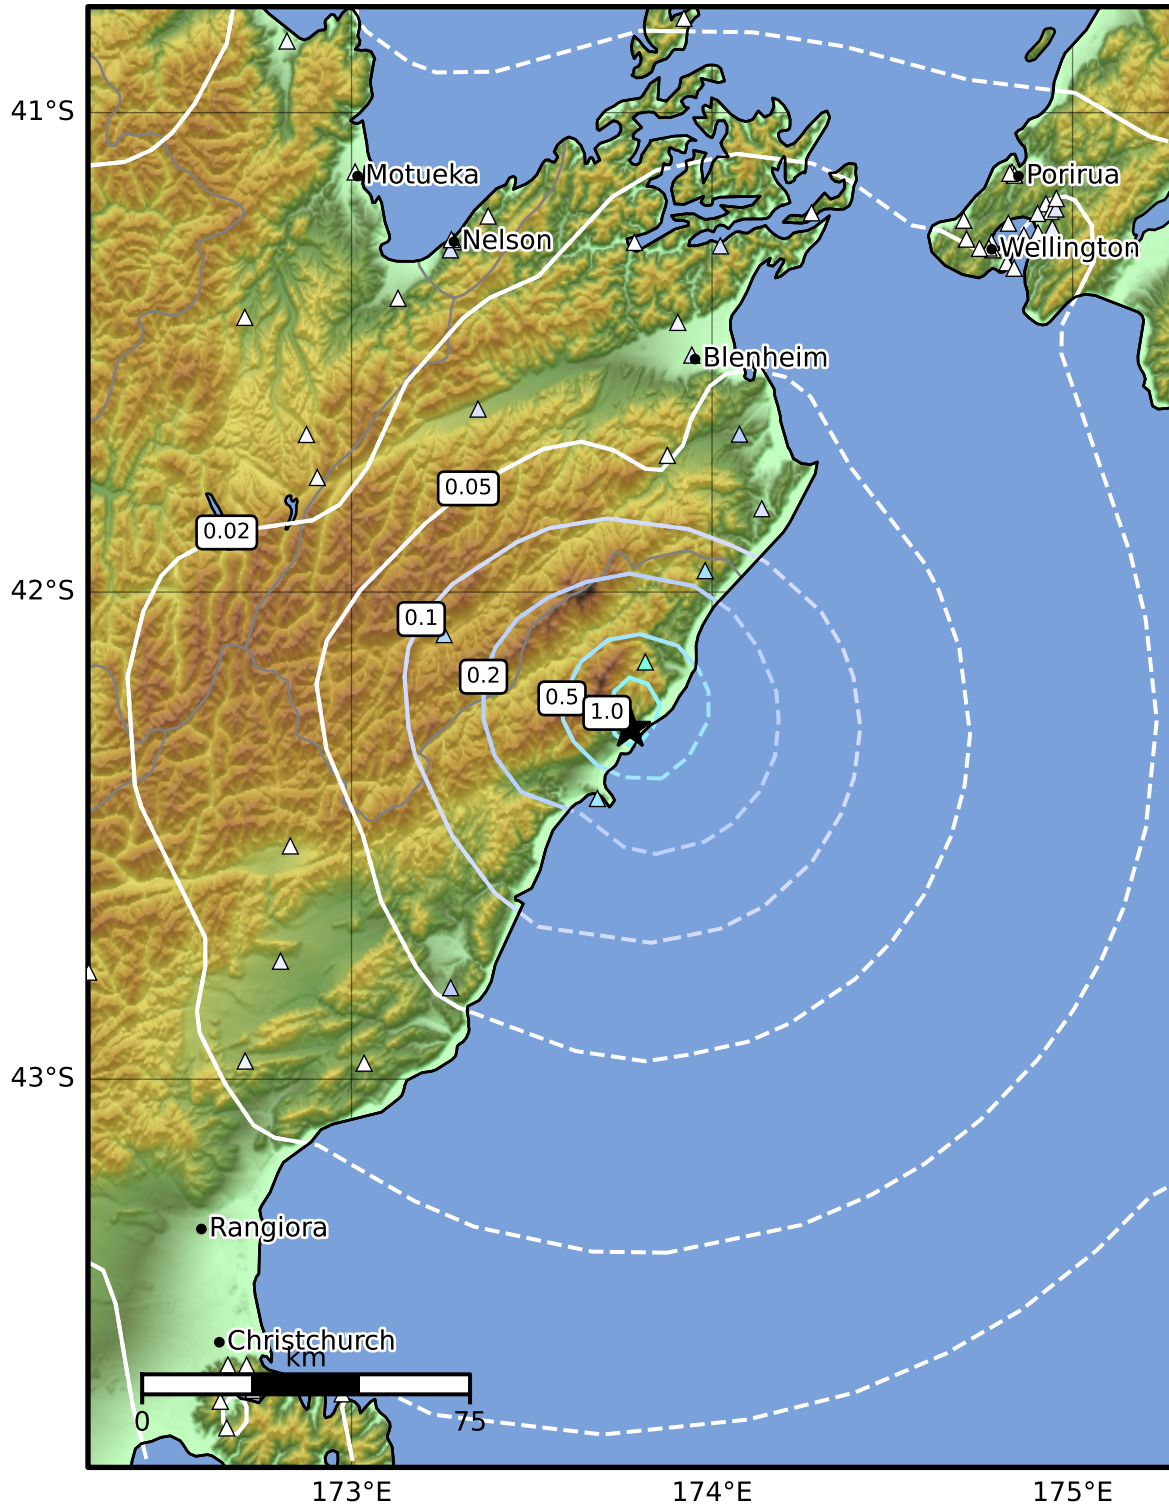 41°S
Motueka
Porirua
Nelson
Wellington
Blenheim
0.05
0.02
42°S
0.1
0.2
0.5
1.0
43°S
Rangiora
Christchurch
km
0
75
173°E
174°E
175°E